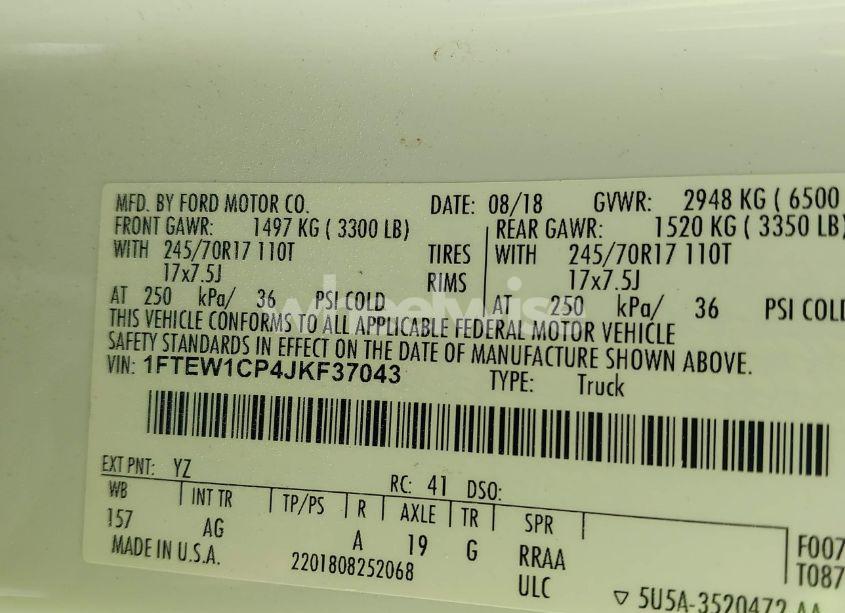 MFD. BY FORD MOTOR CO. DATE: 08/18 GVWR: 2948 KG ( 6500
FRONT GAWR: 1497 KG ( 3300 LB) REAR GAWR: 1520 KG ( 3350 LB)
WITH 245/70R17 110T TIRES WITH 245/70R17 110T
17x7.5J RIMS 17x7.5J
AT 250 kPa/ 36 PSI COLD AT 250 kPa/ 36 PSI COLD
THIS VEHICLE CONFORMS TO ALL APPLICABLE FEDERAL MOTOR VEHICLE
SAFETY STANDARDS IN EFFECT ON THE DATE OF MANUFACTURE SHOWN ABOVE.
VIN: 1FTEW1CP4JKF37043 TYPE: Truck
EXT PNT: YZ RC: 41 DSO:
WB INT TR TP/PS R AXLE TR SPR
157 AG A 19 G RRAA F007
MADE IN U.S.A. 2201808252068 ULC T087
▽ 5U5A-3520472 AA
wheelwise